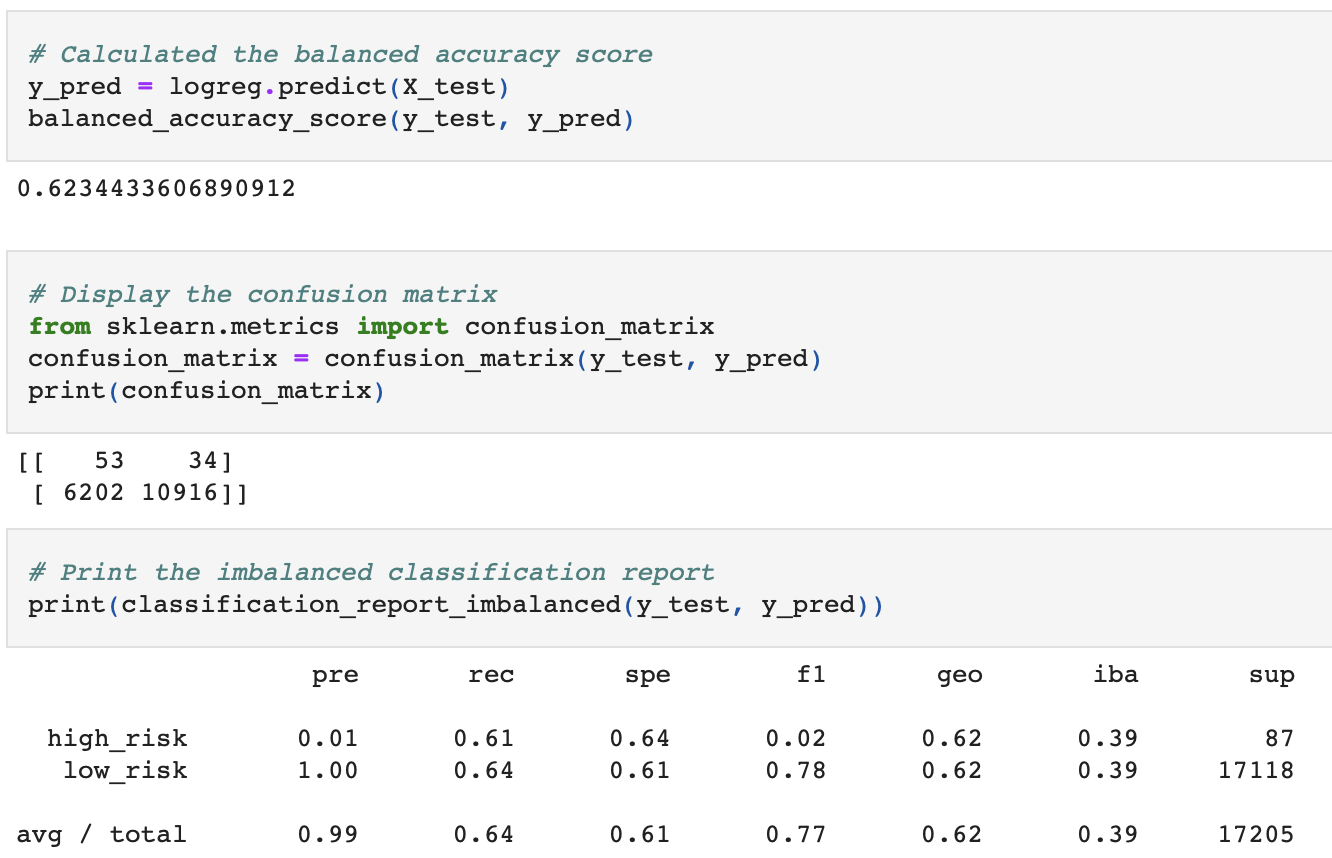 # Calculated the balanced accuracy score
y_pred = logreg.predict(X_test)
balanced_accuracy_score(y_test, y_pred)
0.6234433606890912
# Display the confusion matrix
from sklearn.metrics import confusion_matrix
confusion_matrix = confusion_matrix(y_test, y_pred)
print(confusion_matrix)
[[   53    34]
 [ 6202 10916]]
# Print the imbalanced classification report
print(classification_report_imbalanced(y_test, y_pred))
pre rec spe f1 geo iba sup
high_risk 0.01 0.61 0.64 0.02 0.62 0.39 87
low_risk 1.00 0.64 0.61 0.78 0.62 0.39 17118
avg / total 0.99 0.64 0.61 0.77 0.62 0.39 17205